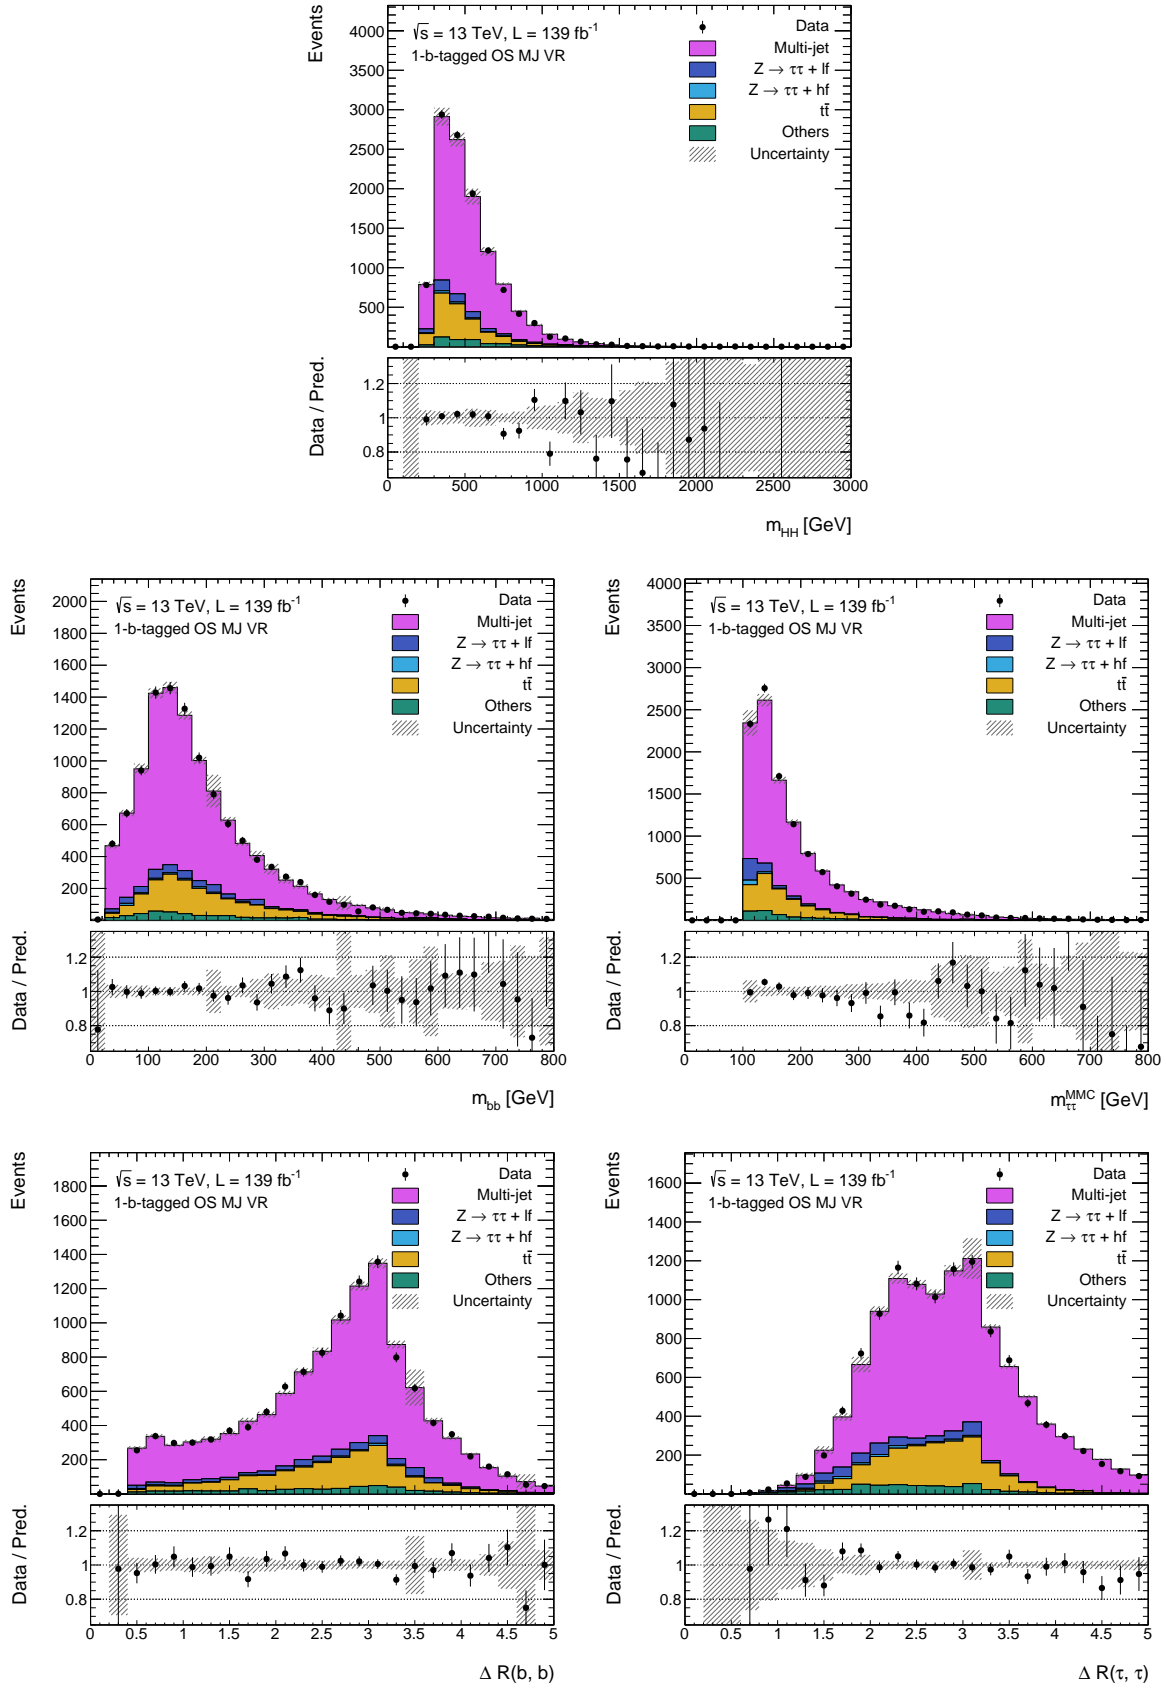 Events
√s = 13 TeV, L = 139 fb⁻¹
1-b-tagged OS MJ VR
Data
Multi-jet
Z → ττ + lf
Z → ττ + hf
tt̄
Others
Uncertainty
4000
3500
3000
2500
2000
1500
1000
500
Data / Pred.
1.2
1
0.8
0 500 1000 1500 2000 2500 3000
m_HH [GeV]
Events
√s = 13 TeV, L = 139 fb⁻¹
1-b-tagged OS MJ VR
Data
Multi-jet
Z → ττ + lf
Z → ττ + hf
tt̄
Others
Uncertainty
2000
1800
1600
1400
1200
1000
800
600
400
200
Data / Pred.
1.2
1
0.8
0 100 200 300 400 500 600 700 800
m_bb [GeV]
Events
√s = 13 TeV, L = 139 fb⁻¹
1-b-tagged OS MJ VR
Data
Multi-jet
Z → ττ + lf
Z → ττ + hf
tt̄
Others
Uncertainty
4000
3500
3000
2500
2000
1500
1000
500
Data / Pred.
1.2
1
0.8
0 100 200 300 400 500 600 700 800
m_ττ^MMC [GeV]
Events
√s = 13 TeV, L = 139 fb⁻¹
1-b-tagged OS MJ VR
Data
Multi-jet
Z → ττ + lf
Z → ττ + hf
tt̄
Others
Uncertainty
1800
1600
1400
1200
1000
800
600
400
200
Data / Pred.
1.2
1
0.8
0 0.5 1 1.5 2 2.5 3 3.5 4 4.5 5
Δ R(b, b)
Events
√s = 13 TeV, L = 139 fb⁻¹
1-b-tagged OS MJ VR
Data
Multi-jet
Z → ττ + lf
Z → ττ + hf
tt̄
Others
Uncertainty
1600
1400
1200
1000
800
600
400
200
Data / Pred.
1.2
1
0.8
0 0.5 1 1.5 2 2.5 3 3.5 4 4.5 5
Δ R(τ, τ)